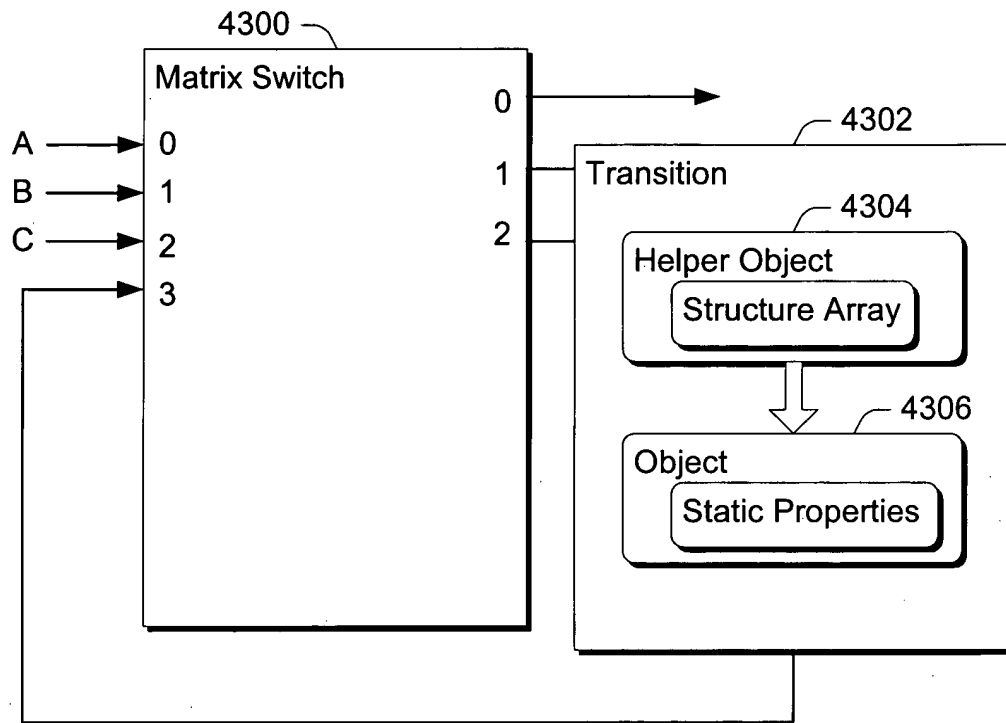 4300
Matrix Switch
0
4302
A
0
1
Transition
B
1
4304
C
2
2
Helper Object
3
Structure Array
4306
Object
Static Properties